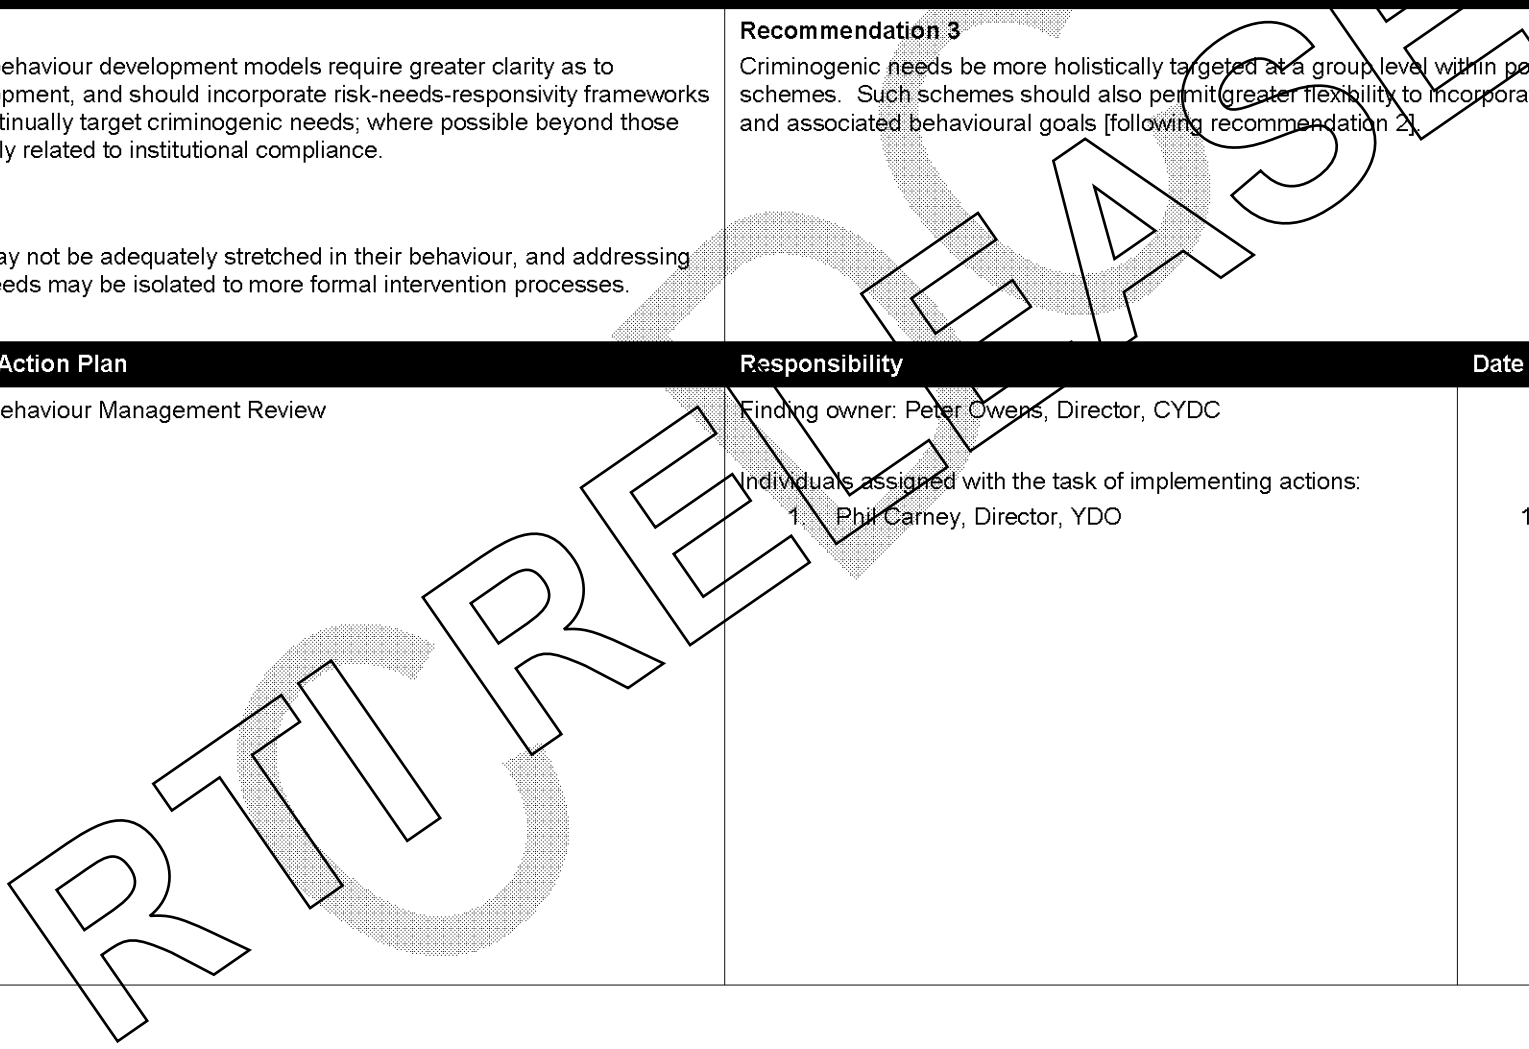 ehaviour development models require greater clarity as to
pment, and should incorporate risk-needs-responsivity frameworks
tinually target criminogenic needs; where possible beyond those
ly related to institutional compliance.
ay not be adequately stretched in their behaviour, and addressing
eeds may be isolated to more formal intervention processes.
Recommendation 3
Criminogenic needs be more holistically targeted at a group level within po
schemes. Such schemes should also permit greater flexibility to incorpora
and associated behavioural goals [following recommendation 2].
Action Plan
Responsibility
Date
ehaviour Management Review
Finding owner: Peter Owens, Director, CYDC
Individuals assigned with the task of implementing actions:
1. Phil Carney, Director, YDO
1
RTI RELEASE